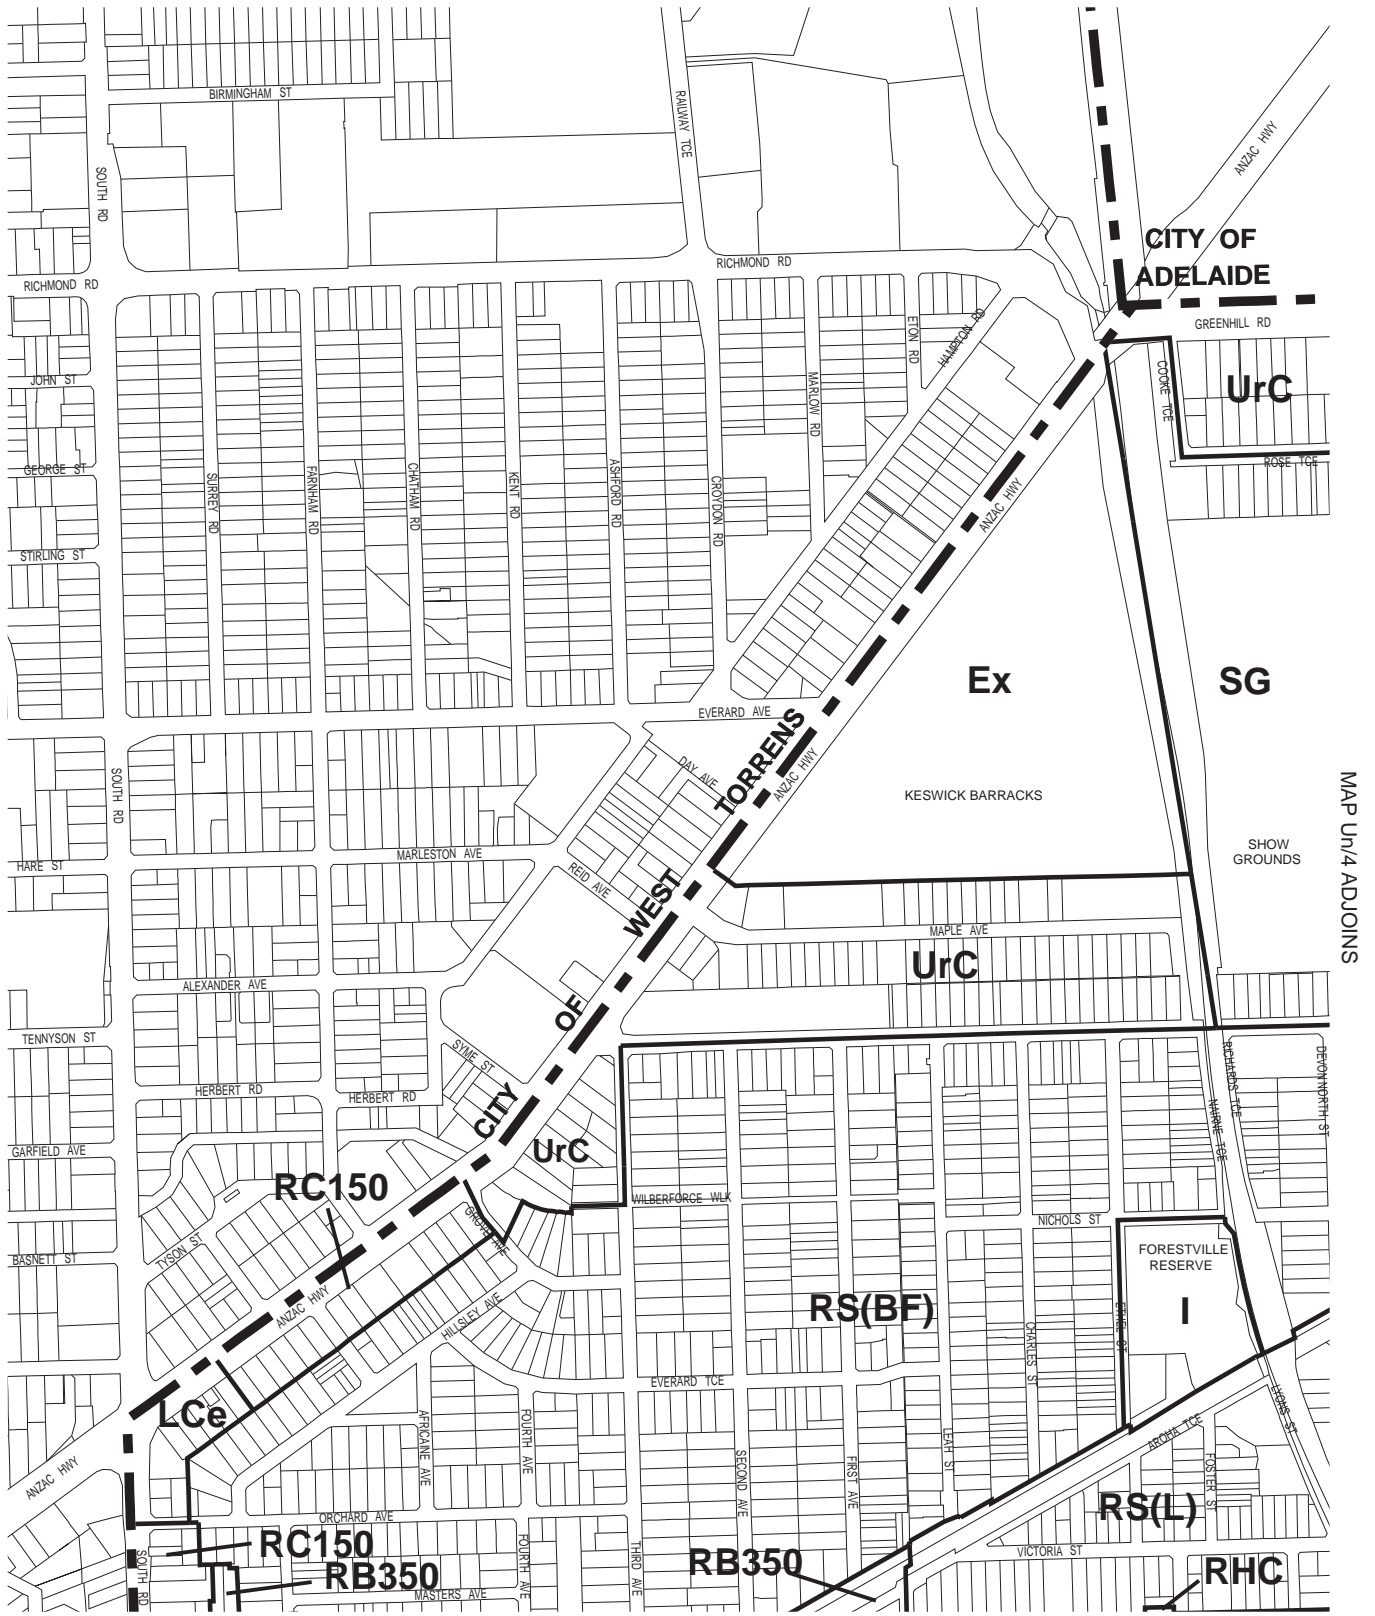 BIRMINGHAM ST
RAILWAY TCE
ANZAC HWY
SOUTH RD
CITY OF
ADELAIDE
RICHMOND RD
RICHMOND RD
GREENHILL RD
ETON RD
HAMPTON RD
JOHN ST
MARLOW RD
COOKE TCE
UrC
GEORGE ST
ROSE TCE
SURREY RD
FARNHAM RD
CHATHAM RD
KENT RD
ASHFORD RD
CROYDON RD
ANZAC HWY
STIRLING ST
Ex
SG
EVERARD AVE
DAY AVE
ANZAC HWY
SOUTH RD
KESWICK BARRACKS
MAP Un/4 ADJOINS
SHOW
GROUNDS
HARE ST
MARLESTON AVE
REID AVE
CITY OF WEST TORRENS
MAPLE AVE
UrC
ALEXANDER AVE
TENNYSON ST
SYME ST
RICHARDS TCE
DEVON NORTH ST
HERBERT RD
HERBERT RD
NAIRNE TCE
GARFIELD AVE
UrC
RC150
WILBERFORCE WLK
GROVE AVE
NICHOLS ST
TYSON ST
BASNETT ST
FORESTVILLE
RESERVE
ANZAC HWY
HILLSLEY AVE
RS(BF)
I
ETHEL ST
CHARLES ST
EVERARD TCE
LCe
AFRICAINE AVE
FOURTH AVE
LYONS ST
LEAH ST
AROHA TCE
ANZAC HWY
SECOND AVE
FIRST AVE
FOSTER ST
ORCHARD AVE
RS(L)
RC150
SOUTH RD
FOURTH AVE
THIRD AVE
RB350
VICTORIA ST
RB350
RHC
MASTERS AVE